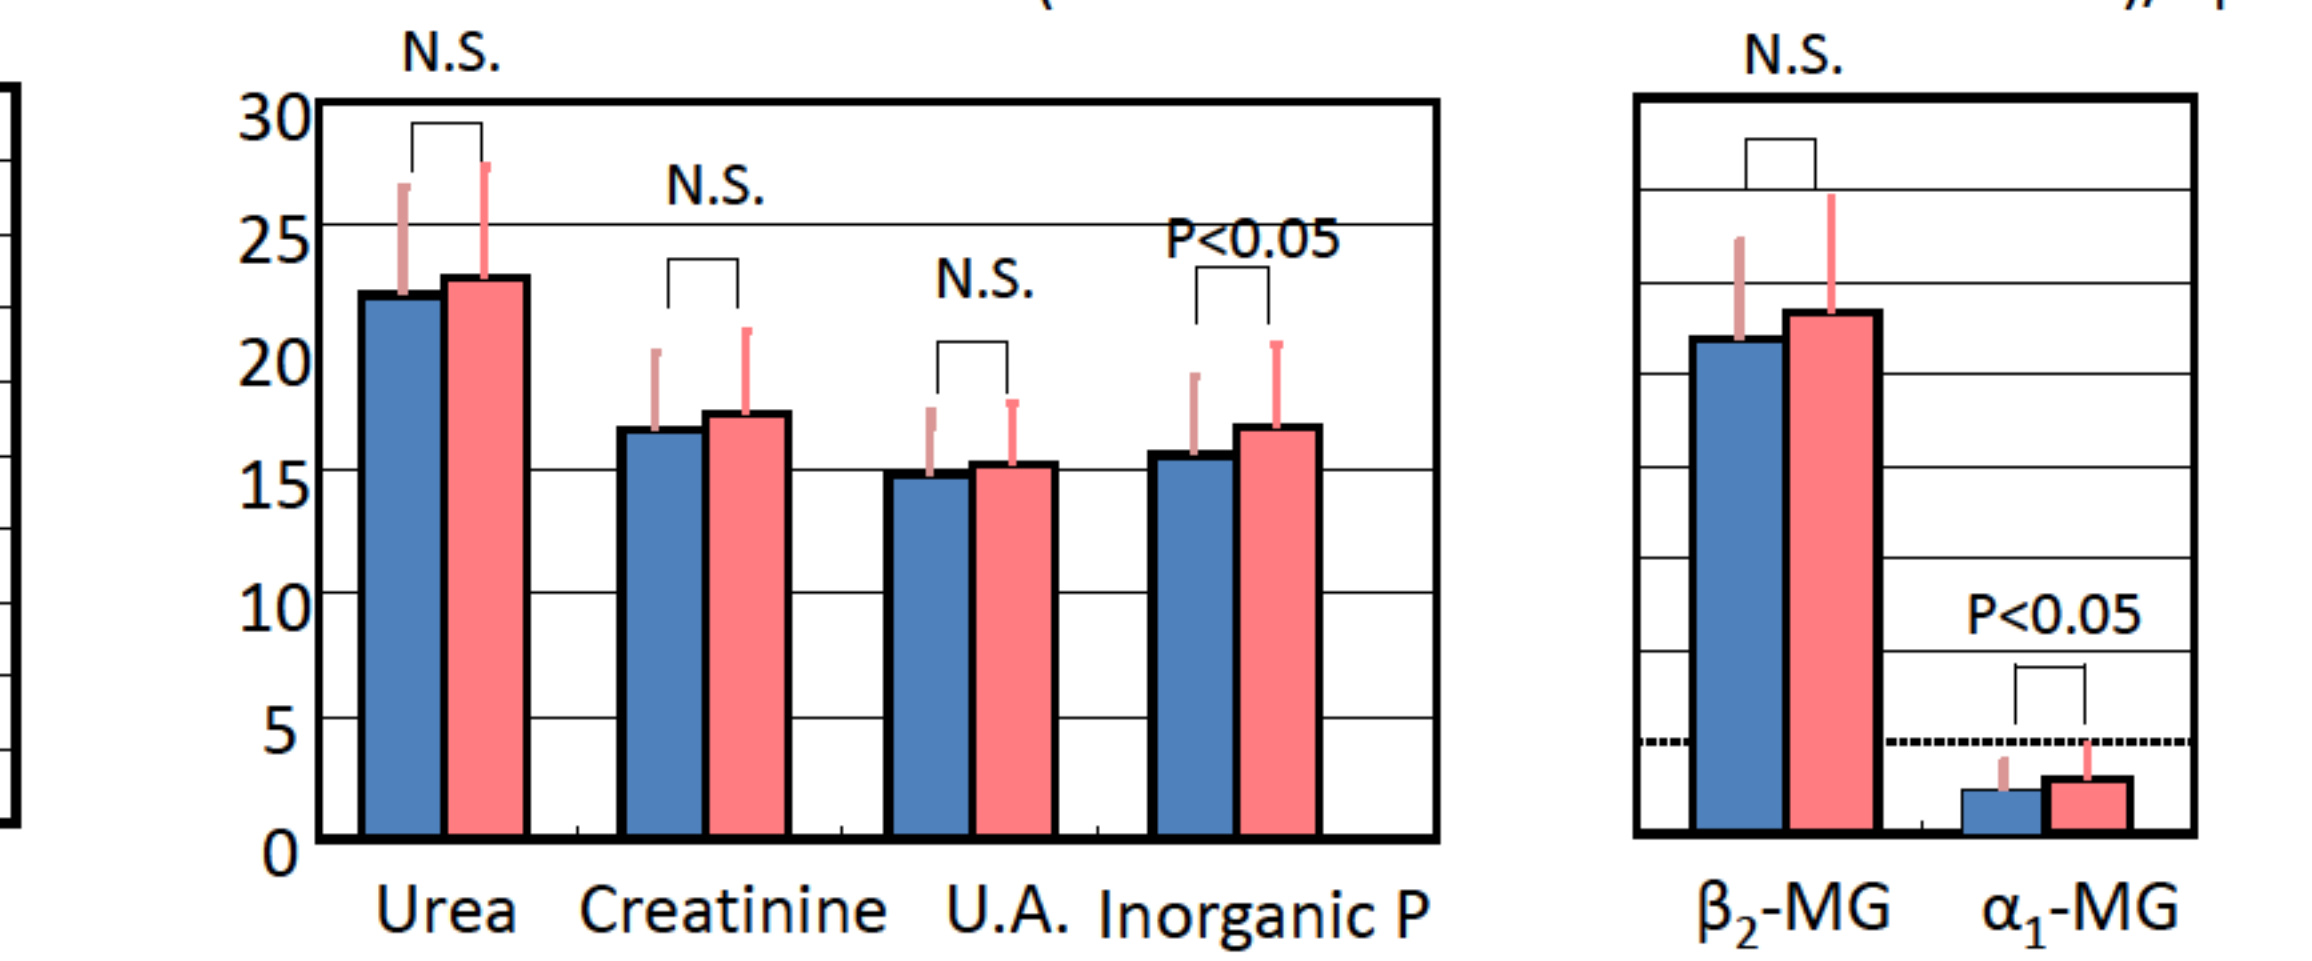 N.S.
N.S.
30
N.S.
25
P<0.05
N.S.
20
15
10
P<0.05
5
0
Urea Creatinine U.A. Inorganic P
β₂-MG α₁-MG